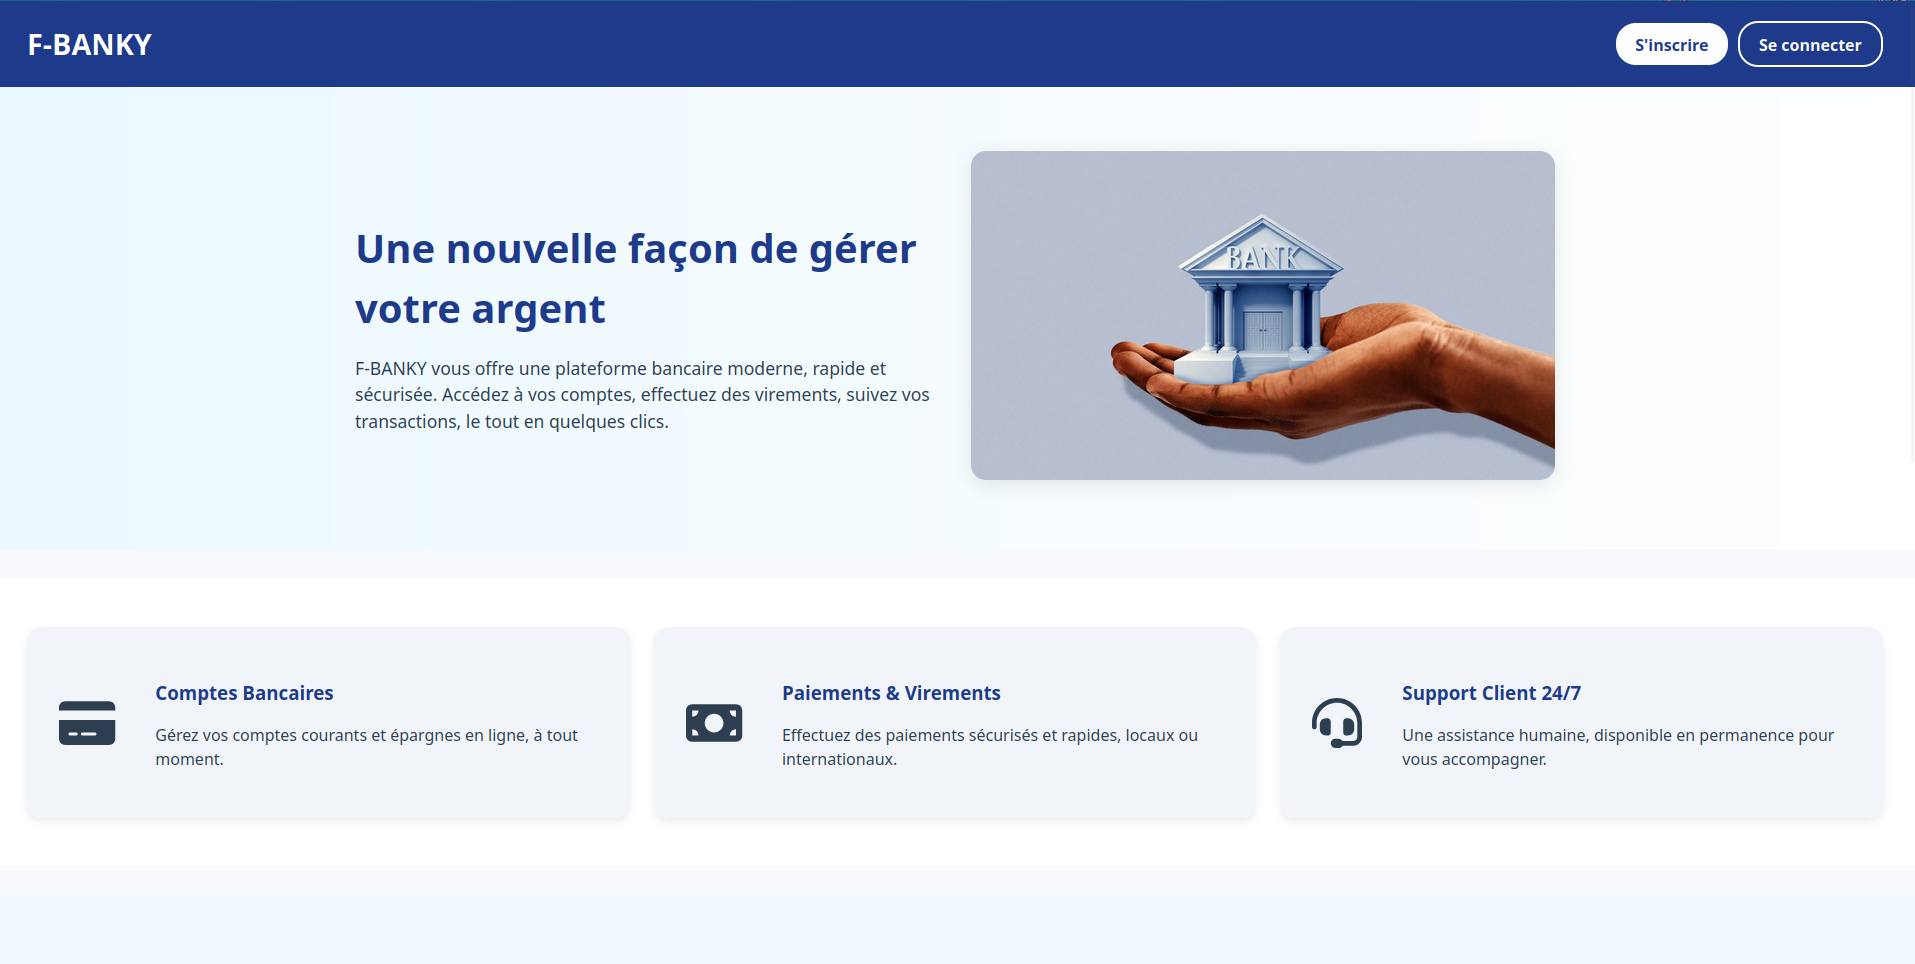 F-BANKY
S'inscrire
Se connecter
Une nouvelle façon de gérer
votre argent
F-BANKY vous offre une plateforme bancaire moderne, rapide et
sécurisée. Accédez à vos comptes, effectuez des virements, suivez vos
transactions, le tout en quelques clics.
BANK
Comptes Bancaires
Gérez vos comptes courants et épargnes en ligne, à tout
moment.
Paiements & Virements
Effectuez des paiements sécurisés et rapides, locaux ou
internationaux.
Support Client 24/7
Une assistance humaine, disponible en permanence pour
vous accompagner.